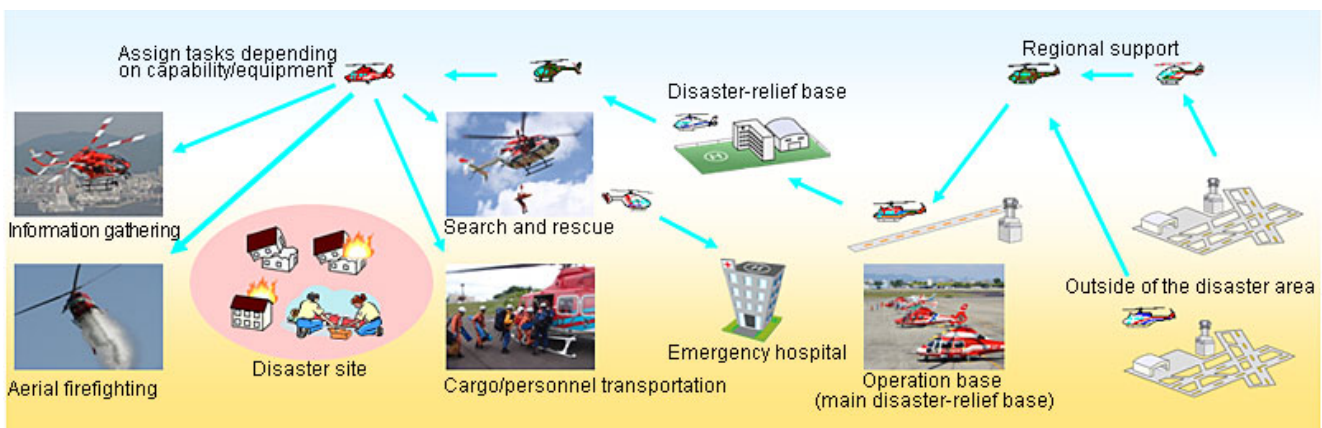 Assign tasks depending
on capability/equipment
Regional support
Disaster-relief base
Information gathering
Search and rescue
Outside of the disaster area
Emergency hospital
Disaster site
Aerial firefighting
Cargo/personnel transportation
Operation base
(main disaster-relief base)
H
H